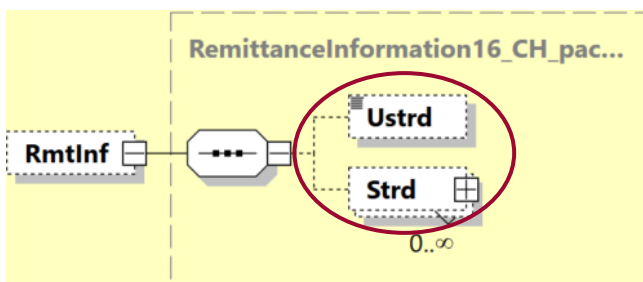 RemittanceInformation16_CH_pac...
Ustrd
RmtInf
Strd
0..∞